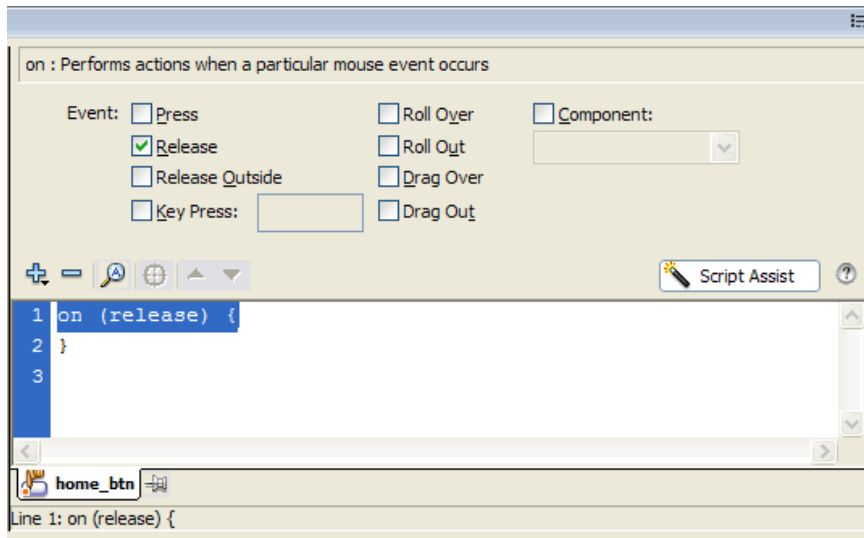 on : Performs actions when a particular mouse event occurs
Event: Press Roll Over Component:
Release Roll Out
Release Outside Drag Over
Key Press: Drag Out
Script Assist ?
1 on (release) {
2 }
3
home_btn
Line 1: on (release) {